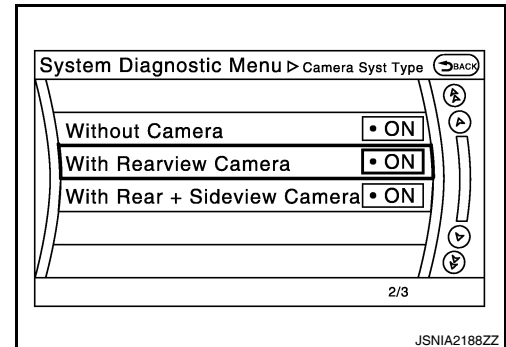 System Diagnostic Menu ▷ Camera Syst Type BACK
Without Camera • ON
With Rearview Camera • ON
With Rear + Sideview Camera • ON
2/3
JSNIA2188ZZ